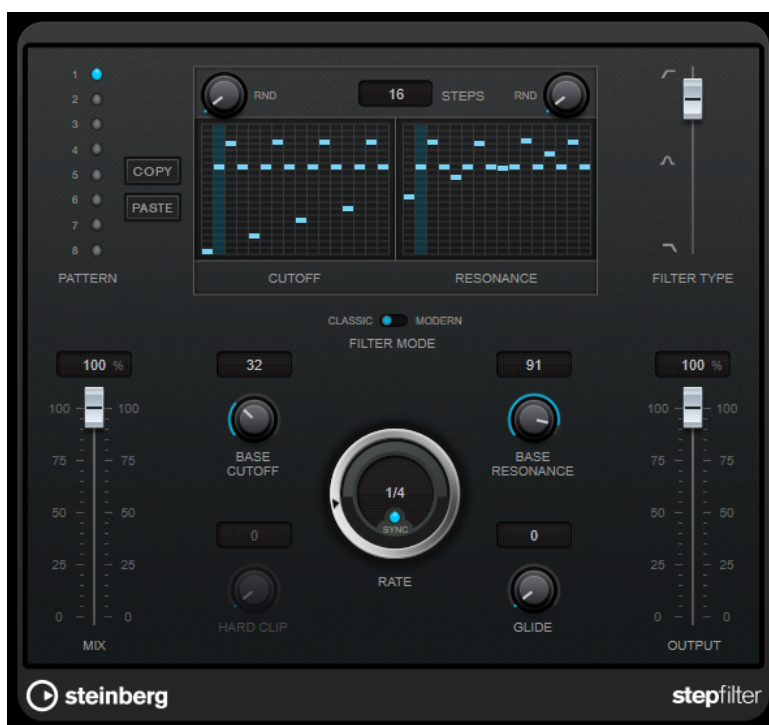 1
2
3
4
5
6
7
8
PATTERN
COPY
PASTE
RND
16 STEPS
RND
CUTOFF
RESONANCE
FILTER TYPE
CLASSIC MODERN
FILTER MODE
100 %
100 100
75 75
50 50
25 25
0 0
MIX
32
BASE
CUTOFF
0
HARD CLIP
1/4
SYNC
RATE
91
BASE
RESONANCE
0
GLIDE
100 %
100 100
75 75
50 50
25 25
0 0
OUTPUT
steinberg
stepfilter